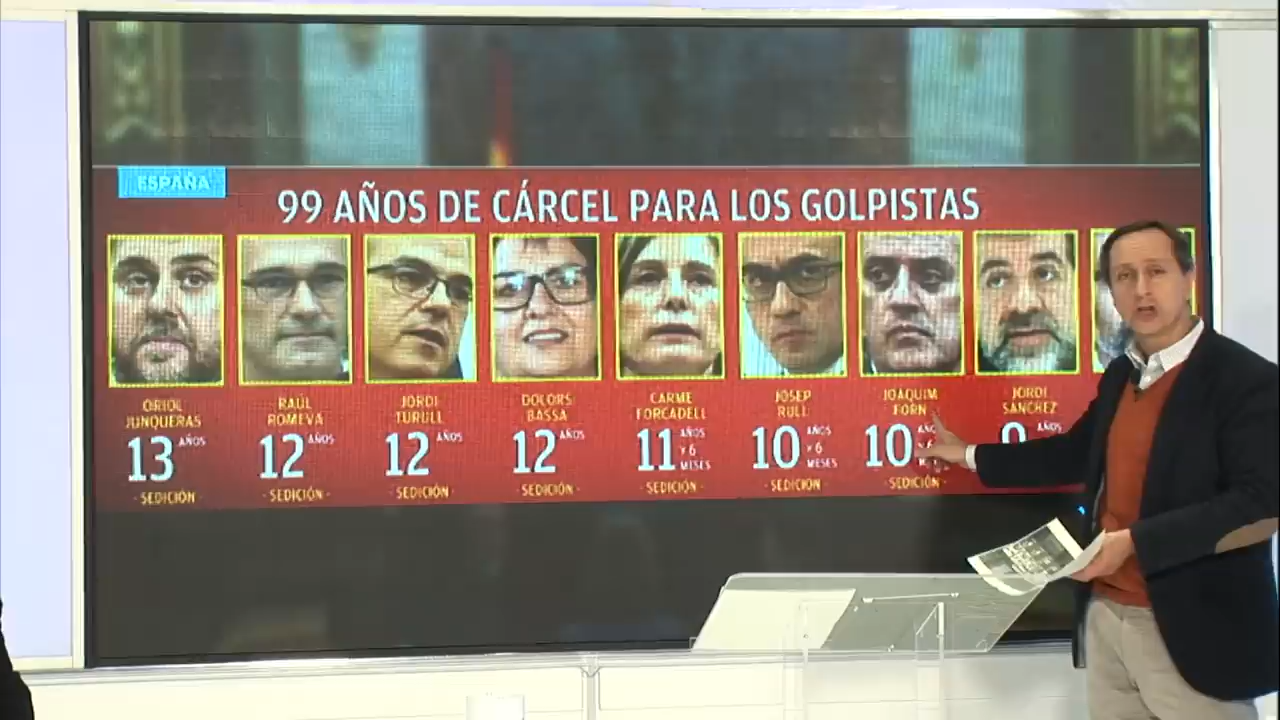 ESPAÑA
99 AÑOS DE CÁRCEL PARA LOS GOLPISTAS
ORIOL
JUNQUERAS
13 AÑOS
- SEDICIÓN -
RAÜL
ROMEVA
12 AÑOS
- SEDICIÓN -
JORDI
TURULL
12 AÑOS
- SEDICIÓN -
DOLORS
BASSA
12 AÑOS
- SEDICIÓN -
CARME
FORCADELL
11 AÑOS
Y 6
MESES
- SEDICIÓN -
JOSEP
RULL
10 AÑOS
Y 6
MESES
- SEDICIÓN -
JOAQUIM
FORN
10
- SEDICIÓN -
JORDI
SÁNCHEZ
AÑOS